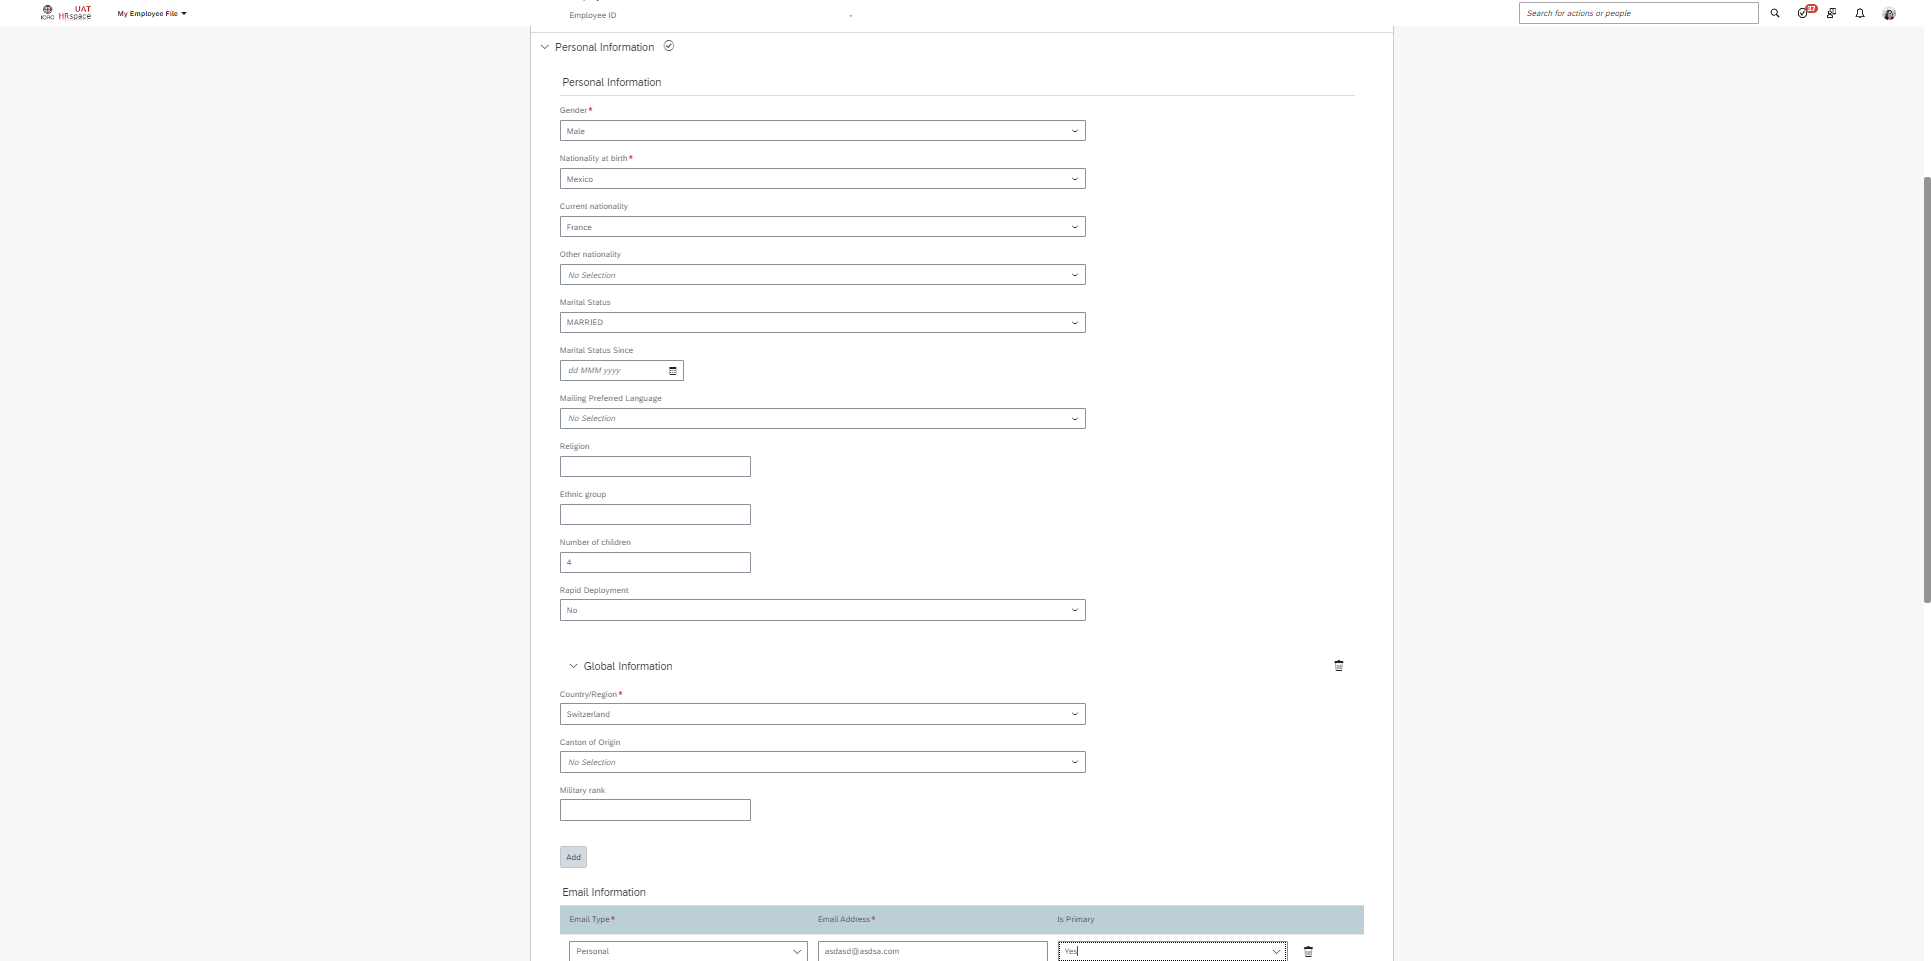 ICRC UAT HRspace My Employee File Search for actions or people 37
Employee ID -
Personal Information
Personal Information
Gender*
Male
Nationality at birth*
Mexico
Current nationality
France
Other nationality
No Selection
Marital Status
MARRIED
Marital Status Since
dd MMM yyyy
Mailing Preferred Language
No Selection
Religion
Ethnic group
Number of children
4
Rapid Deployment
No
Global Information
Country/Region*
Switzerland
Canton of Origin
No Selection
Military rank
Add
Email Information
Email Type* Email Address* Is Primary
Personal asdasd@asdsa.com Yes